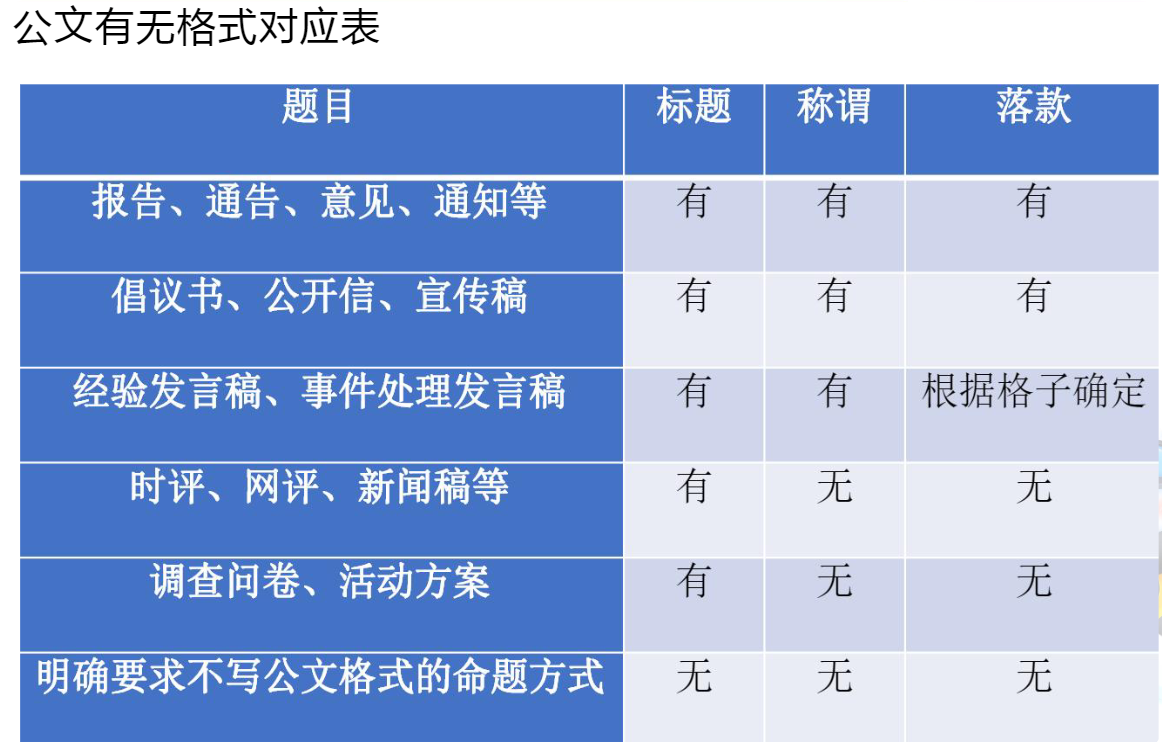 公文有无格式对应表
题目 标题 称谓 落款
报告、通告、意见、通知等 有 有 有
倡议书、公开信、宣传稿 有 有 有
经验发言稿、事件处理发言稿 有 有 根据格子确定
时评、网评、新闻稿等 有 无 无
调查问卷、活动方案 有 无 无
明确要求不写公文格式的命题方式 无 无 无